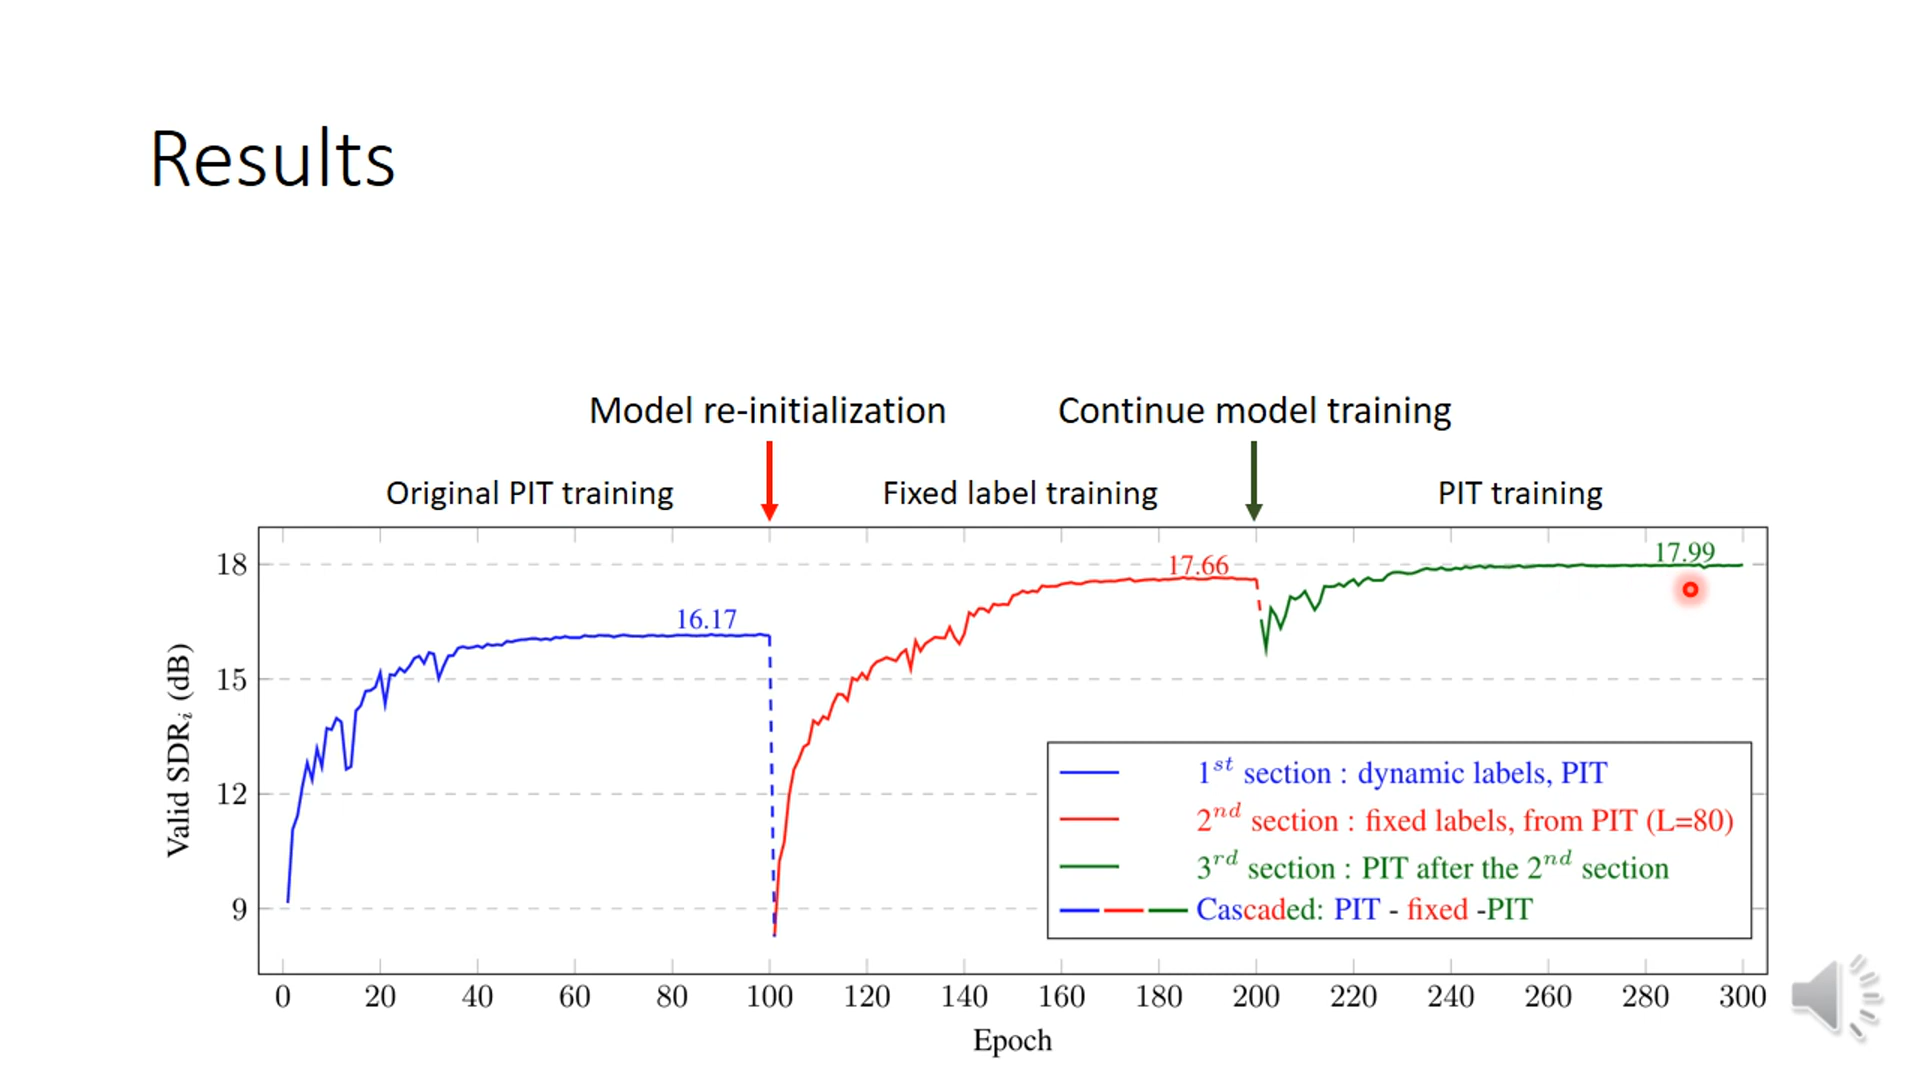 Results
Model re-initialization
Continue model training
Original PIT training
Fixed label training
PIT training
18
15
12
9
Valid SDRᵢ (dB)
16.17
17.66
17.99
1ˢᵗ section : dynamic labels, PIT
2ⁿᵈ section : fixed labels, from PIT (L=80)
3ʳᵈ section : PIT after the 2ⁿᵈ section
Cascaded: PIT - fixed -PIT
0 20 40 60 80 100 120 140 160 180 200 220 240 260 280 300
Epoch